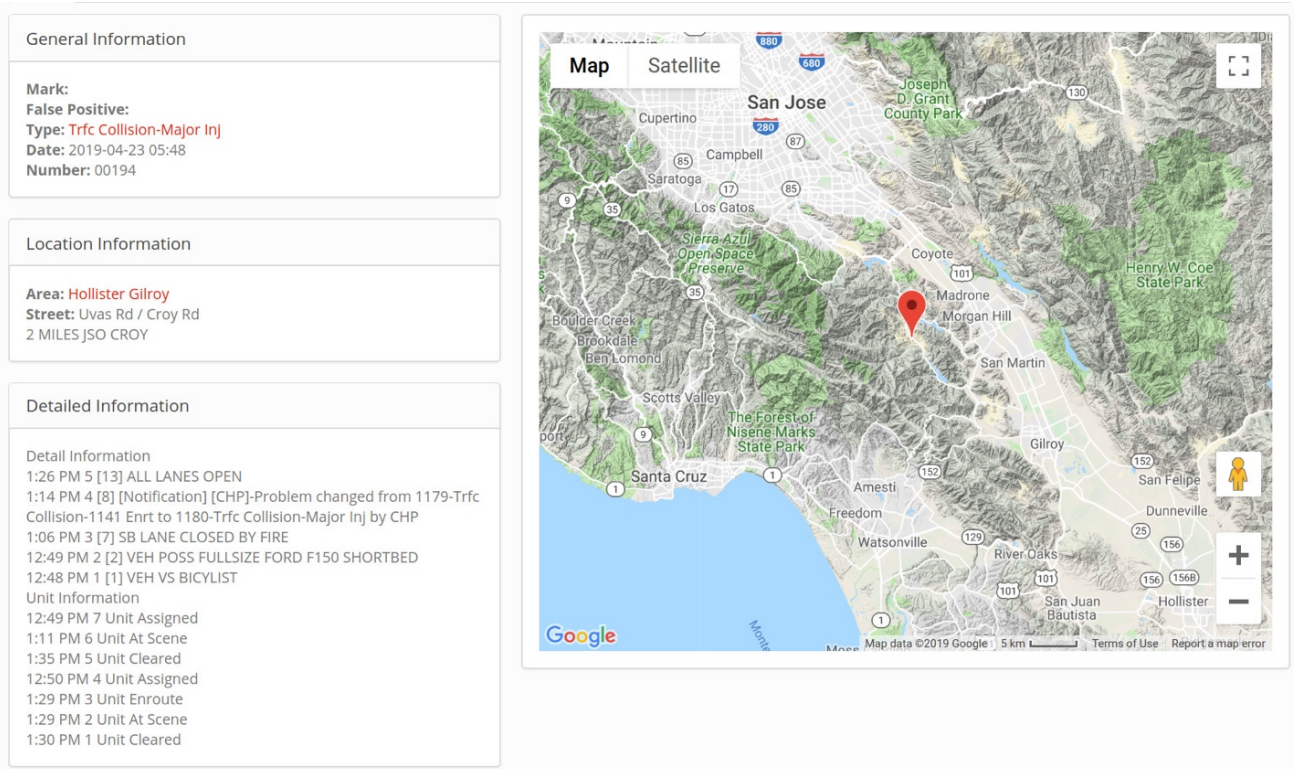 General Information
Mark:
False Positive:
Type: Trfc Collision-Major Inj
Date: 2019-04-23 05:48
Number: 00194
Location Information
Area: Hollister Gilroy
Street: Uvas Rd / Croy Rd
2 MILES JSO CROY
Detailed Information
Detail Information
1:26 PM 5 [13] ALL LANES OPEN
1:14 PM 4 [8] [Notification] [CHP]-Problem changed from 1179-Trfc
Collision-1141 Enrt to 1180-Trfc Collision-Major Inj by CHP
1:06 PM 3 [7] SB LANE CLOSED BY FIRE
12:49 PM 2 [2] VEH POSS FULLSIZE FORD F150 SHORTBED
12:48 PM 1 [1] VEH VS BICYLIST
Unit Information
12:49 PM 7 Unit Assigned
1:11 PM 6 Unit At Scene
1:35 PM 5 Unit Cleared
12:50 PM 4 Unit Assigned
1:29 PM 3 Unit Enroute
1:29 PM 2 Unit At Scene
1:30 PM 1 Unit Cleared
Map Satellite
880
680
Joseph
D. Grant
County Park
130
San Jose
Cupertino
280
87
Campbell
85
Saratoga
17
85
9
35
Los Gatos
Sierra Azul
Open Space
Preserve
Coyote
101
Henry W. Coe
State Park
35
Madrone
Morgan Hill
Boulder Creek
Brookdale
Ben Lomond
San Martin
Scotts Valley
The Forest of
Nisene Marks
State Park
9
Gilroy
152
Santa Cruz
1
1
152
San Felipe
Amesti
Freedom
Dunneville
25
156
Watsonville
129
River Oaks
101
101
156
156B
San Juan
Bautista
Hollister
1
Google
Map data ©2019 Google
5 km
Terms of Use
Report a map error